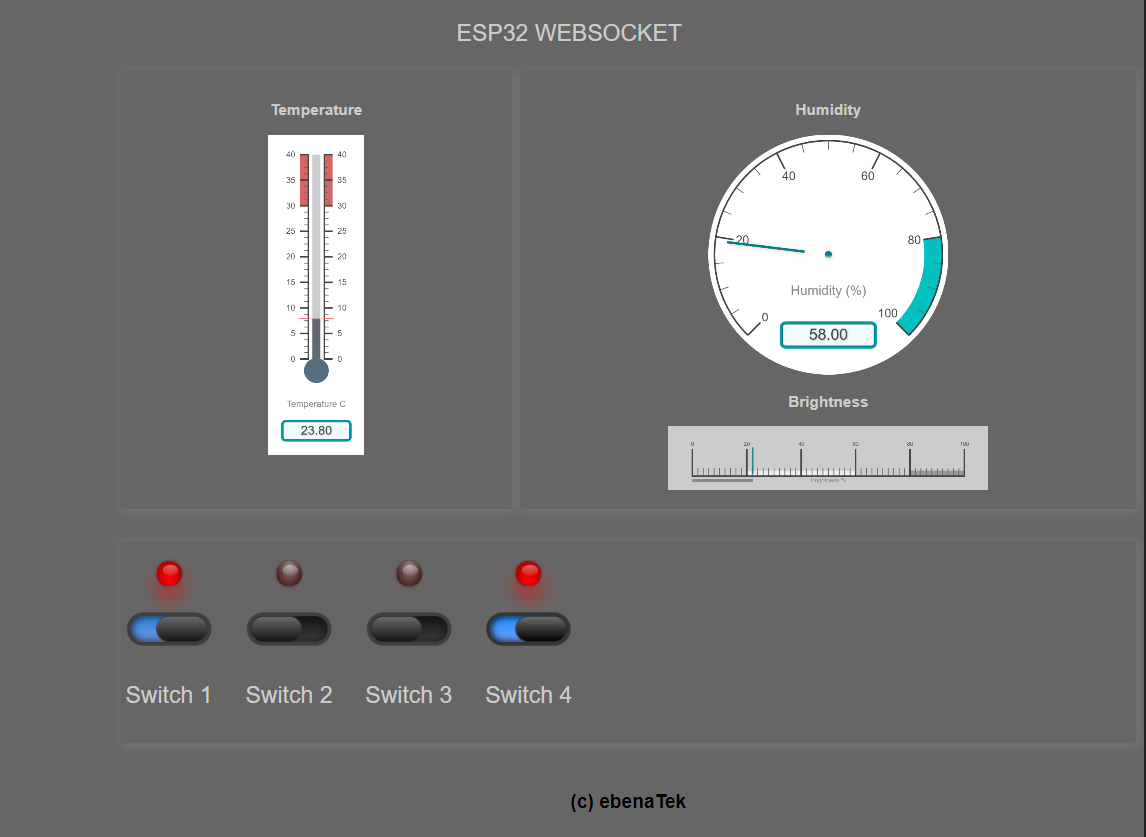 ESP32 WEBSOCKET
Temperature
40 40
35 35
30 30
25 25
20 20
15 15
10 10
5 5
0 0
Temperature C
23.80
Humidity
40 60
20 80
Humidity (%)
0 100
58.00
Brightness
0 20 40 60 80 100
Brightness %
Switch 1 Switch 2 Switch 3 Switch 4
(c) ebenaTek